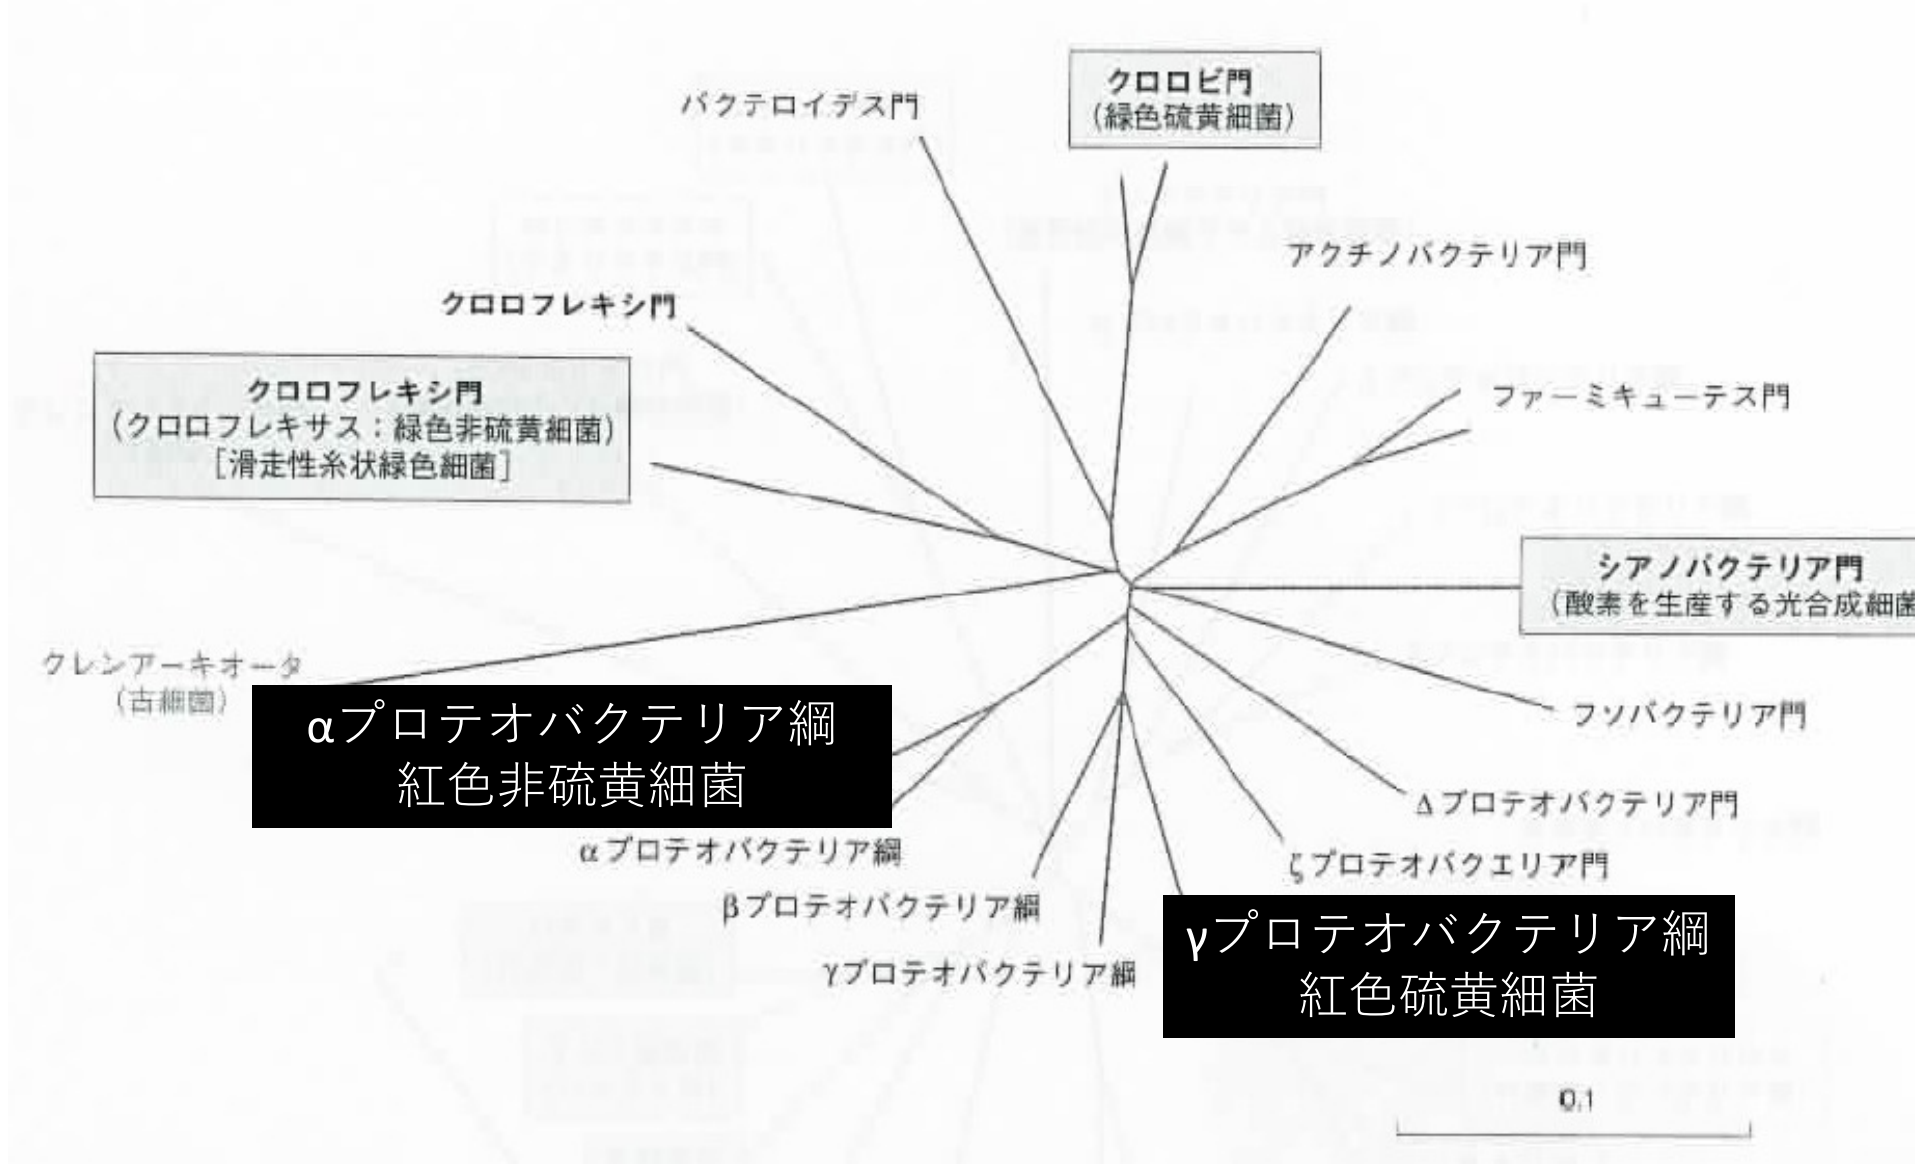 バクテロイデス門
クロロビ門
(緑色硫黄細菌)
アクチノバクテリア門
クロロフレキシ門
クロロフレキシ門
(クロロフレキサス：緑色非硫黄細菌)
[滑走性糸状緑色細菌]
ファーミキューテス門
シアノバクテリア門
(酸素を生産する光合成細菌
クレンアーキオータ
(古細菌)
αプロテオバクテリア綱
紅色非硫黄細菌
フソバクテリア門
Δプロテオバクテリア門
αプロテオバクテリア綱
ζプロテオバクエリア門
βプロテオバクテリア綱
γプロテオバクテリア綱
γプロテオバクテリア綱
紅色硫黄細菌
0.1